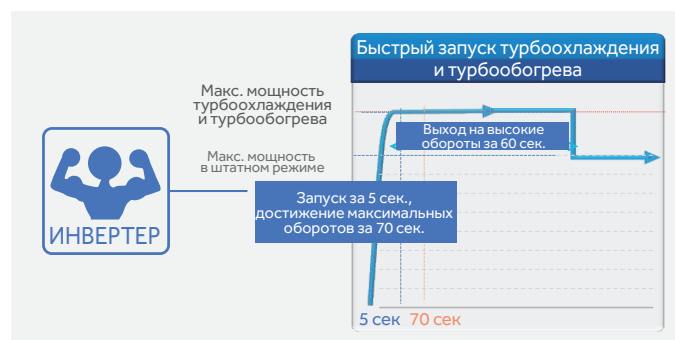 Быстрый запуск турбоохлаждения
и турбообогрева
Макс. мощность
турбоохлаждения
и турбообогрева
Выход на высокие
обороты за 60 сек.
Макс. мощность
в штатном режиме
Запуск за 5 сек.,
достижение максимальных
оборотов за 70 сек.
ИНВЕРТЕР
5 сек 70 сек